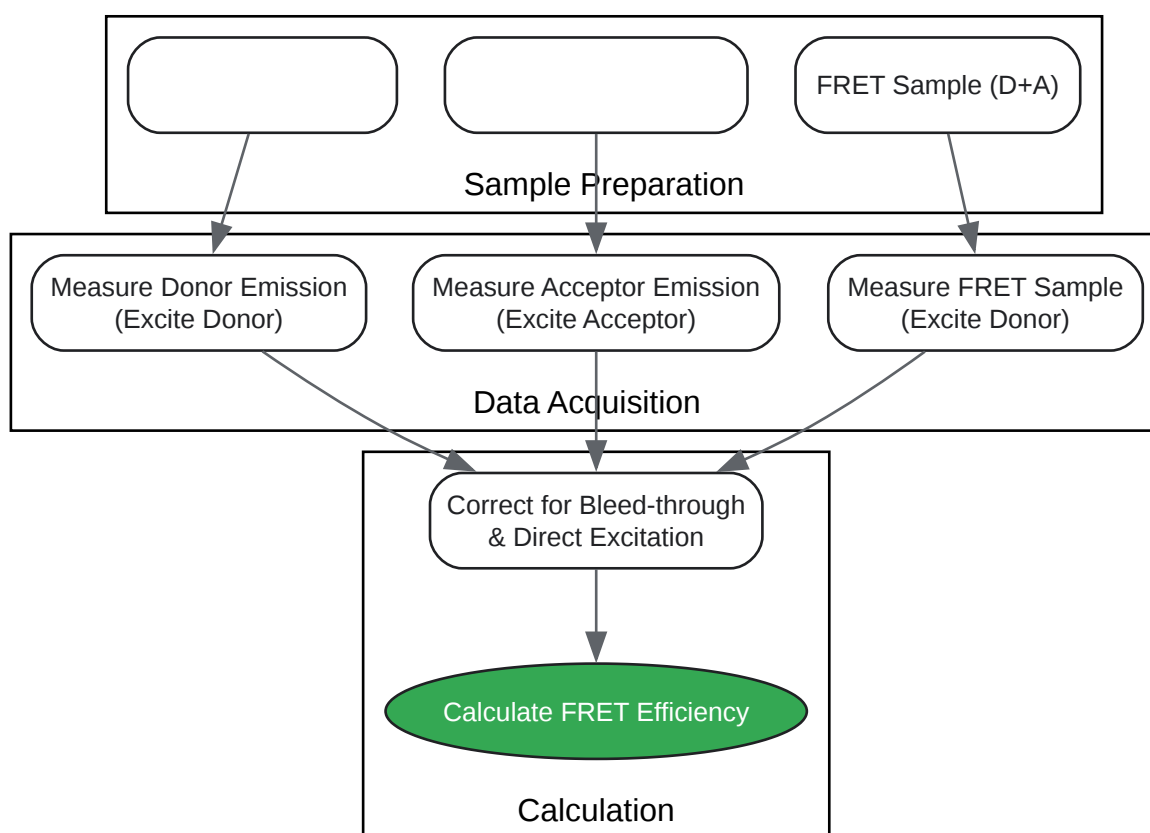 FRET Sample (D+A)
Sample Preparation
Measure Donor Emission
(Excite Donor)
Measure Acceptor Emission
(Excite Acceptor)
Measure FRET Sample
(Excite Donor)
Data Acquisition
Correct for Bleed-through
& Direct Excitation
Calculate FRET Efficiency
Calculation